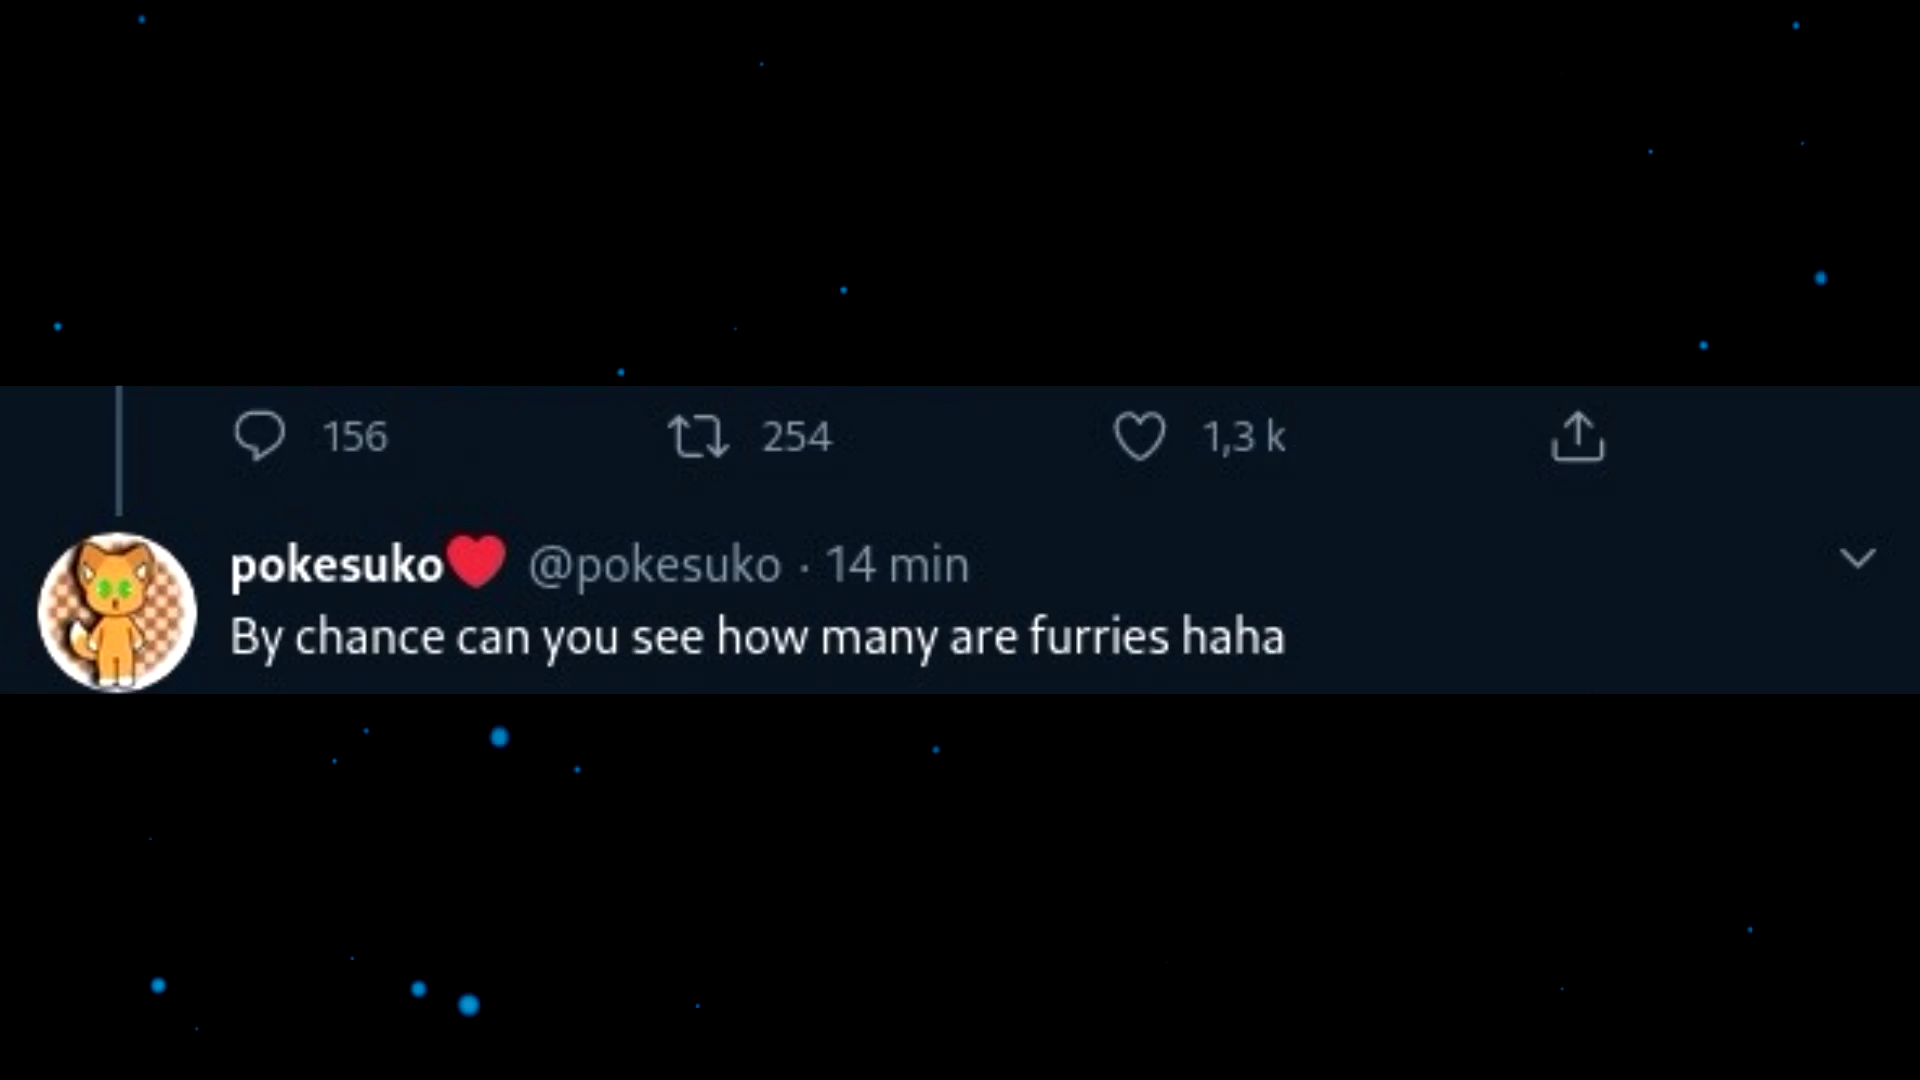 156 254 1,3 k
pokesuko❤️ @pokesuko · 14 min
By chance can you see how many are furries haha